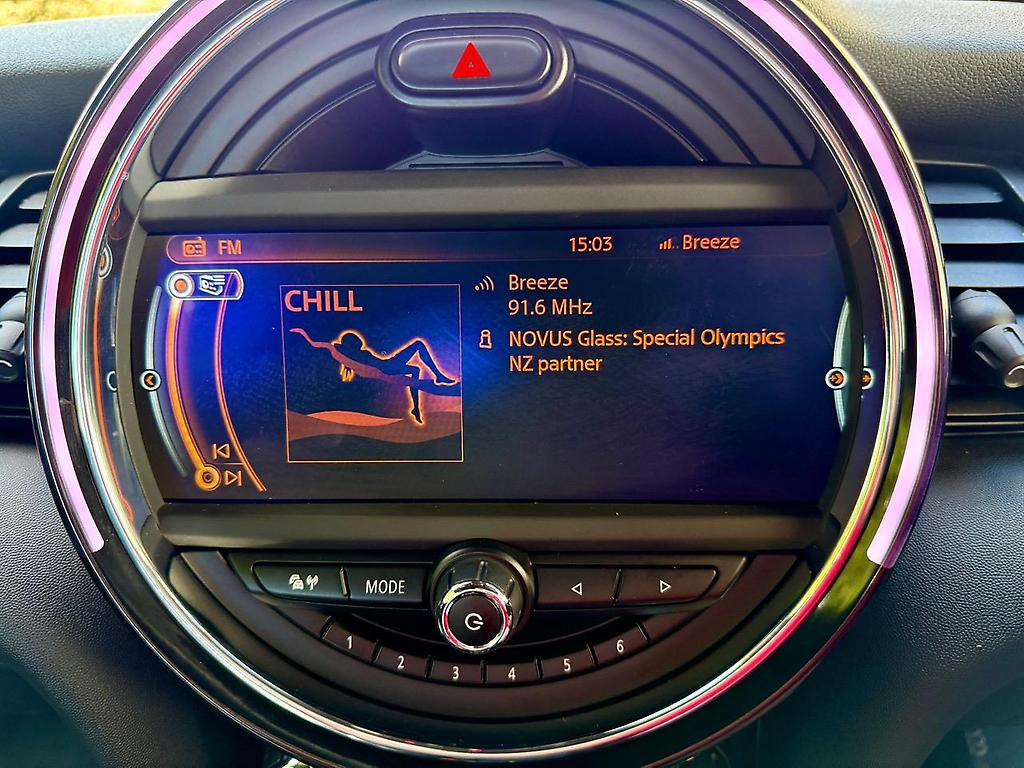 FM 15:03 Breeze
CHILL
Breeze
91.6 MHz
NOVUS Glass: Special Olympics
NZ partner
MODE
1 2 3 4 5 6